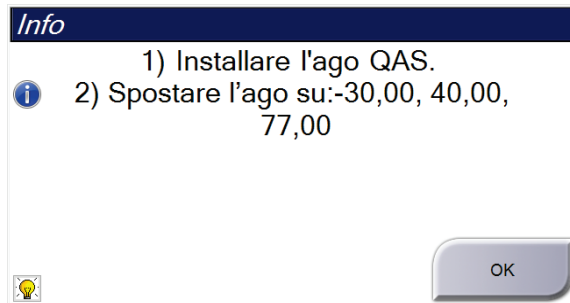 Info
1) Installare l'ago QAS.
2) Spostare l’ago su:-30,00, 40,00,
77,00
OK